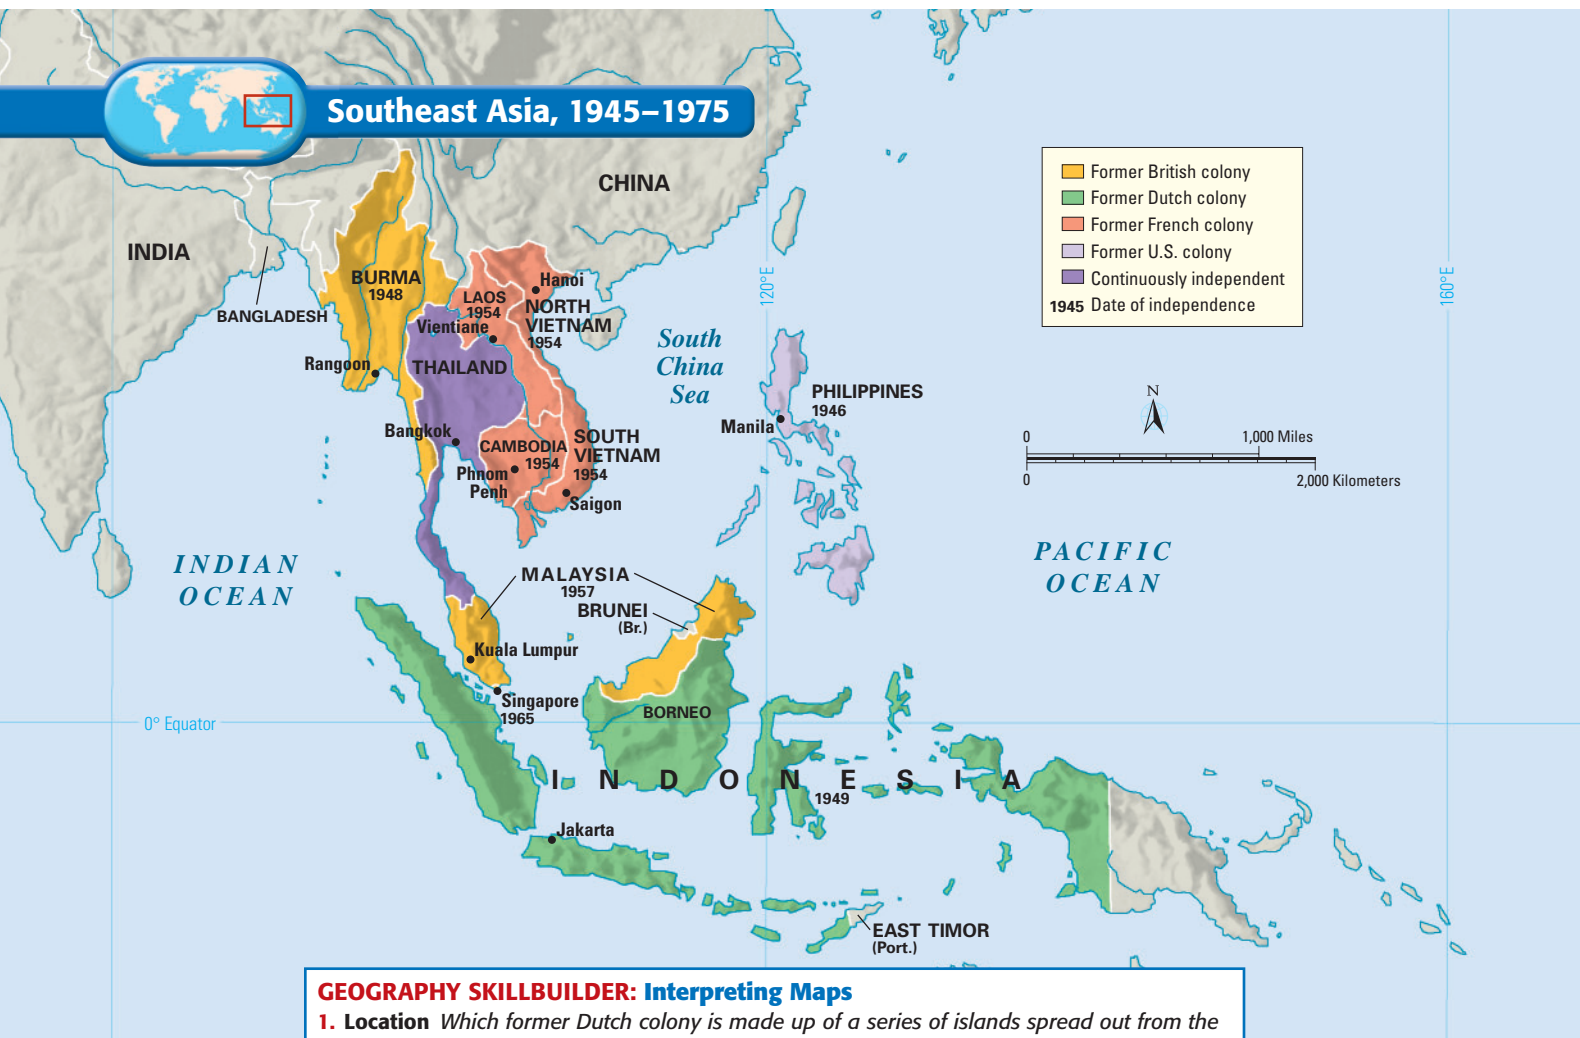 Southeast Asia, 1945–1975
CHINA
INDIA
BANGLADESH
BURMA
1948
Rangoon
LAOS
1954
Vientiane
Hanoi
NORTH
VIETNAM
1954
THAILAND
Bangkok
CAMBODIA
1954
Phnom
Penh
SOUTH
VIETNAM
1954
Saigon
South
China
Sea
120°E
160°E
Former British colony
Former Dutch colony
Former French colony
Former U.S. colony
Continuously independent
1945 Date of independence
PHILIPPINES
1946
Manila
N
0
1,000 Miles
0
2,000 Kilometers
INDIAN
OCEAN
PACIFIC
OCEAN
MALAYSIA
1957
BRUNEI
(Br.)
Kuala Lumpur
Singapore
1965
0° Equator
BORNEO
INDONESIA
1949
Jakarta
EAST TIMOR
(Port.)
GEOGRAPHY SKILLBUILDER: Interpreting Maps
1. Location Which former Dutch colony is made up of a series of islands spread out from the